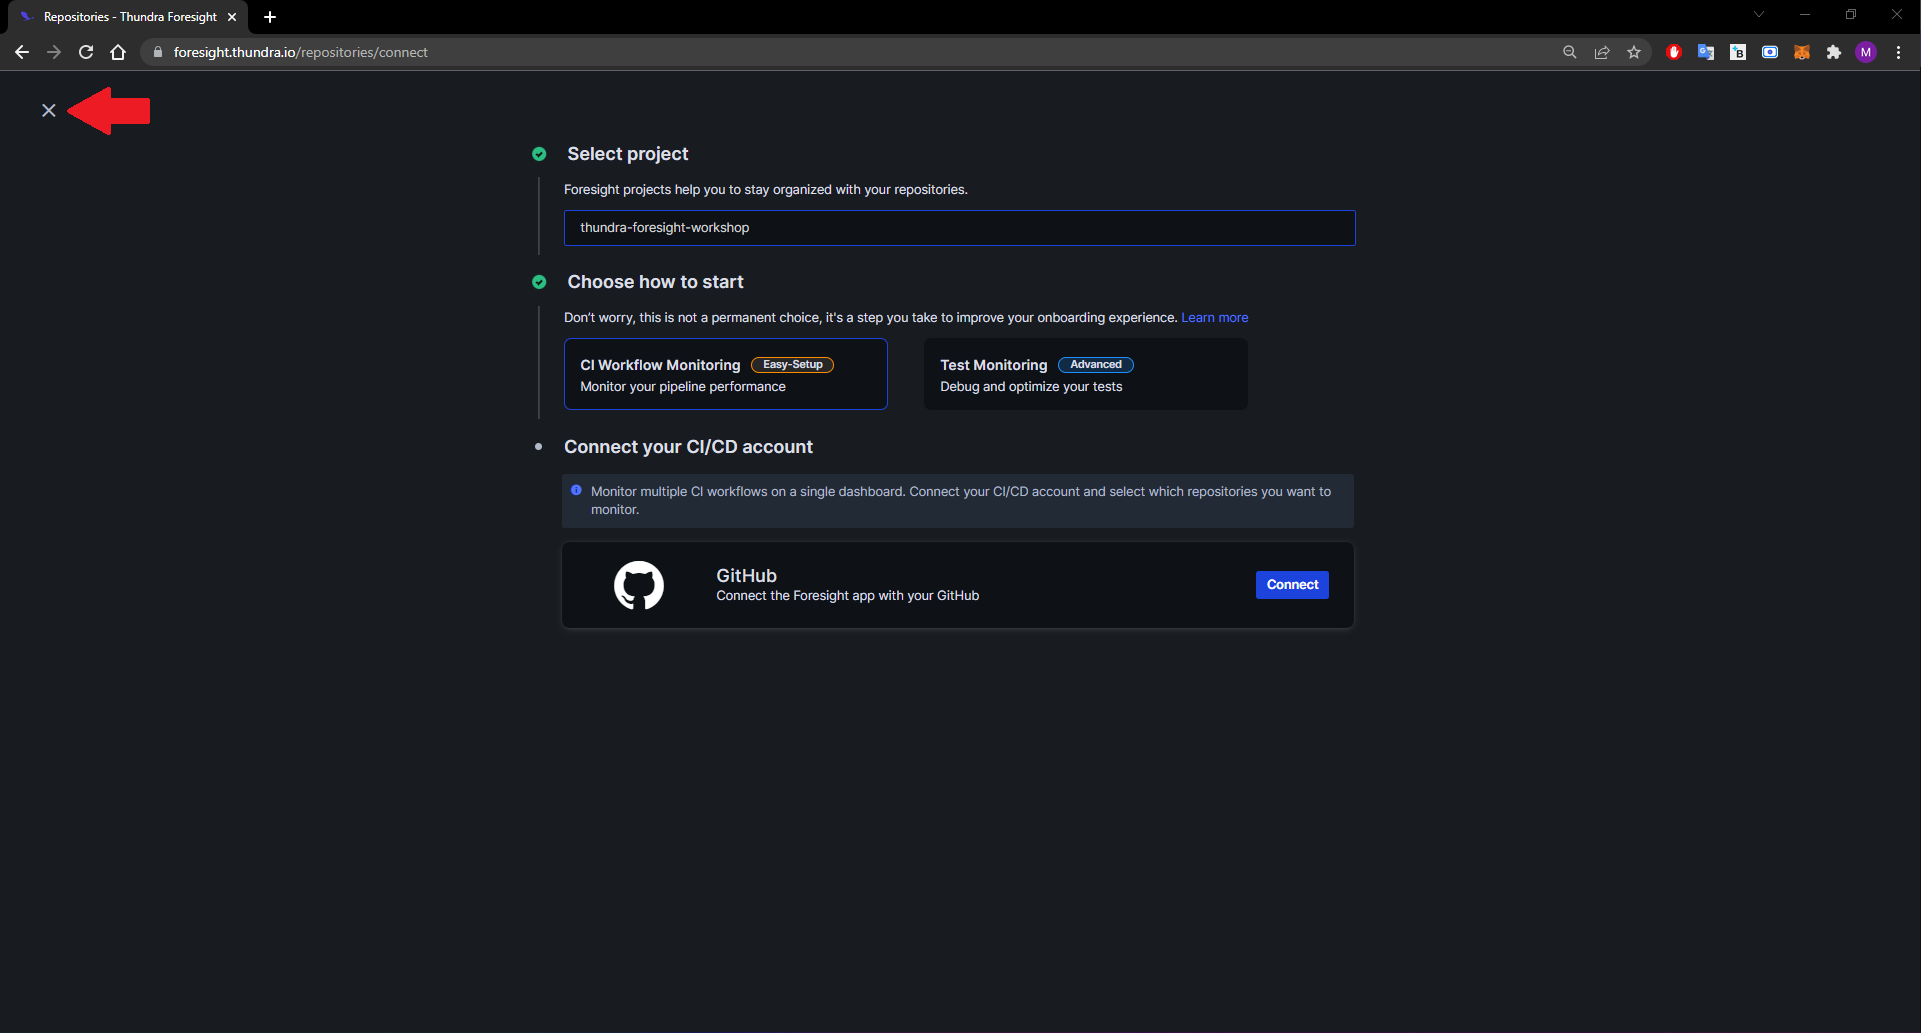 Repositories - Thundra Foresight
foresight.thundra.io/repositories/connect
M
Select project
Foresight projects help you to stay organized with your repositories.
thundra-foresight-workshop
Choose how to start
Don't worry, this is not a permanent choice, it's a step you take to improve your onboarding experience. Learn more
CI Workflow Monitoring Easy-Setup
Monitor your pipeline performance
Test Monitoring Advanced
Debug and optimize your tests
Connect your CI/CD account
Monitor multiple CI workflows on a single dashboard. Connect your CI/CD account and select which repositories you want to
monitor.
GitHub
Connect the Foresight app with your GitHub
Connect